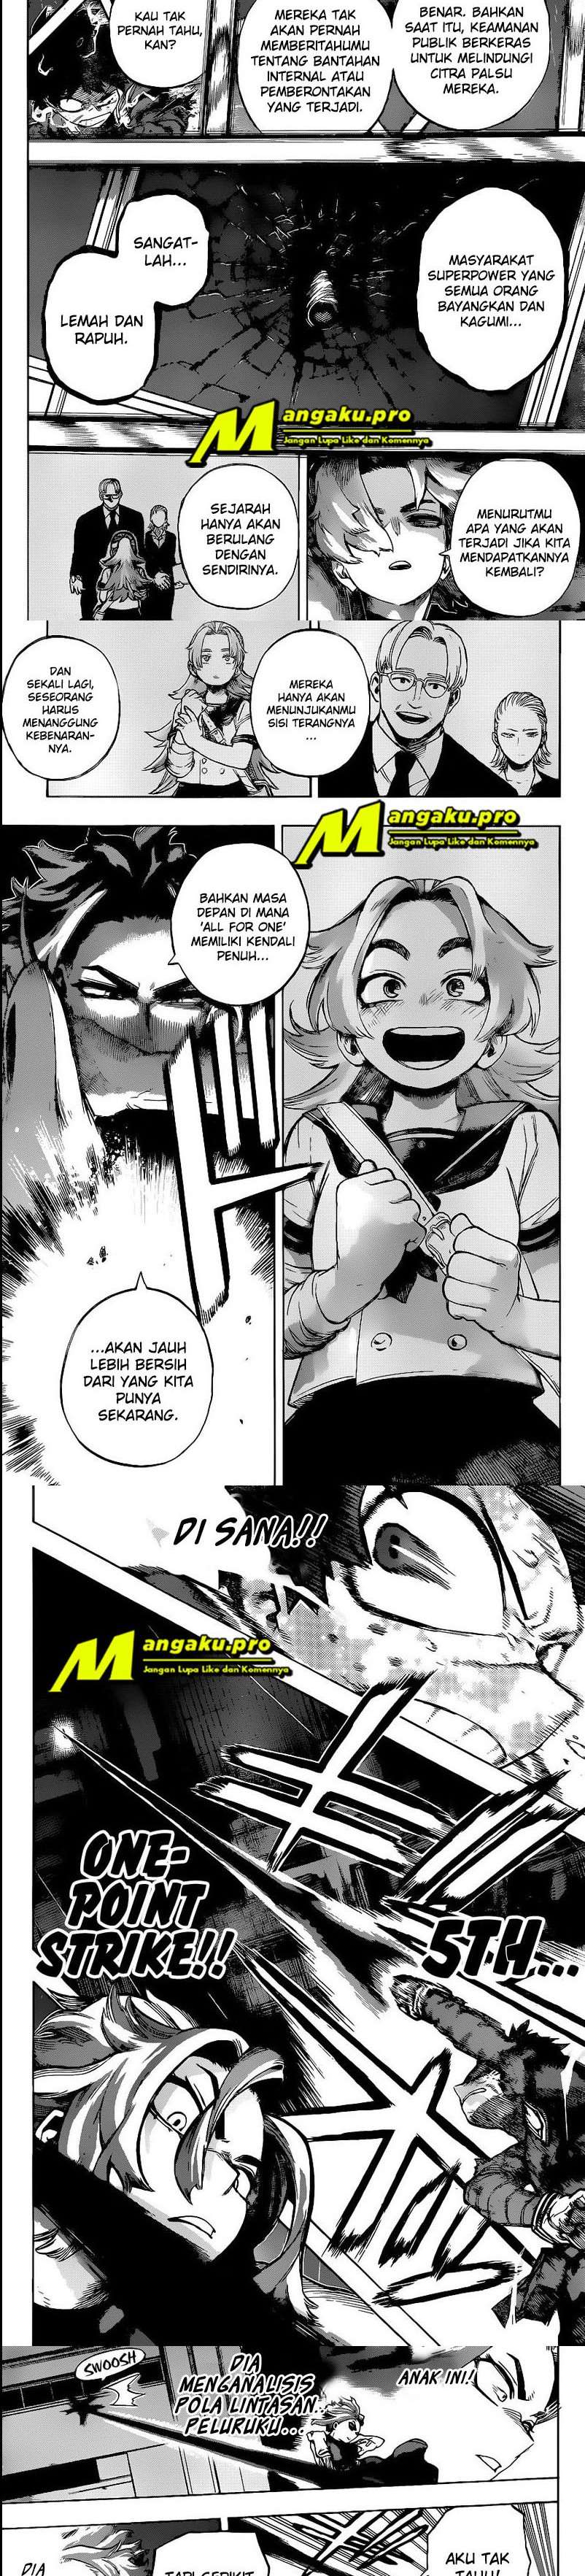 BENAR. BAHKAN
SAAT ITU, KEAMANAN
PUBLIK BERKERAS
UNTUK MELINDUNGI
CITRA PALSU
MEREKA.
MEREKA TAK
AKAN PERNAH
MEMBERITAHUMU
TENTANG BANTAHAN
INTERNAL ATAU
PEMBERONTAKAN
YANG TERJADI.
KAU TAK
PERNAH TAHU,
KAN?
MASYARAKAT
SUPERPOWER YANG
SEMUA ORANG
BAYANGKAN DAN
KAGUMI...
SANGAT-
LAH...
LEMAH DAN
RAPUH.
Mangaku.pro
Jangan Lupa Like dan Komennya
MENURUTMU
APA YANG AKAN
TERJADI JIKA KITA
MENDAPATKANNYA
KEMBALI?
SEJARAH
HANYA AKAN
BERULANG
DENGAN
SENDIRINYA.
MEREKA
HANYA AKAN
MENUNJUKANMU
SISI TERANGNYA
...
DAN
SEKALI LAGI,
SESEORANG
HARUS
MENANGGUNG
KEBENARAN-
NYA.
Mangaku.pro
Jangan Lupa Like dan Komennya
BAHKAN MASA
DEPAN DI MANA
'ALL FOR ONE'
MEMILIKI KENDALI
PENUH...
...AKAN JAUH
LEBIH BERSIH
DARI YANG KITA
PUNYA
SEKARANG.
DI SANA!!
Mangaku.pro
Jangan Lupa Like dan Komennya
5TH...
ONE-
POINT
STRIKE!!
ANAK INI!
DIA
MENGANALISIS
POLA LINTASAN
PELURUKU...
SWOOSH
AKU TAK
DIA